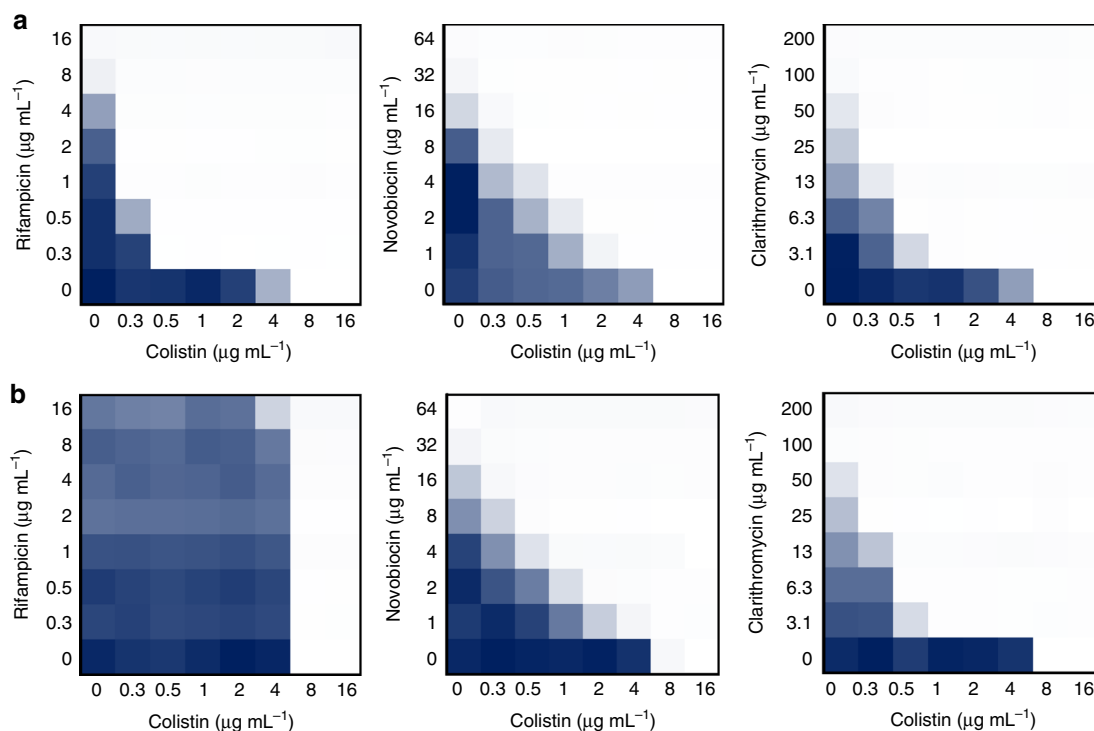 a
Rifampicin (µg mL⁻¹)
16
8
4
2
1
0.5
0.3
0
0 0.3 0.5 1 2 4 8 16
Colistin (µg mL⁻¹)
Novobiocin (µg mL⁻¹)
64
32
16
8
4
2
1
0
0 0.3 0.5 1 2 4 8 16
Colistin (µg mL⁻¹)
Clarithromycin (µg mL⁻¹)
200
100
50
25
13
6.3
3.1
0
0 0.3 0.5 1 2 4 8 16
Colistin (µg mL⁻¹)
b
Rifampicin (µg mL⁻¹)
16
8
4
2
1
0.5
0.3
0
0 0.3 0.5 1 2 4 8 16
Colistin (µg mL⁻¹)
Novobiocin (µg mL⁻¹)
64
32
16
8
4
2
1
0
0 0.3 0.5 1 2 4 8 16
Colistin (µg mL⁻¹)
Clarithromycin (µg mL⁻¹)
200
100
50
25
13
6.3
3.1
0
0 0.3 0.5 1 2 4 8 16
Colistin (µg mL⁻¹)